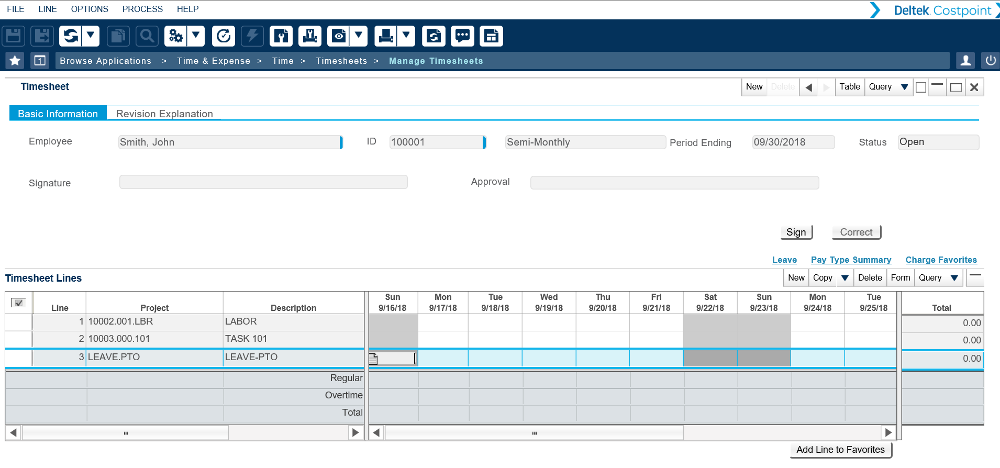 FILE LINE OPTIONS PROCESS HELP
Deltek Costpoint
1 Browse Applications > Time & Expense > Time > Timesheets > Manage Timesheets
Timesheet New Delete Table Query
Basic Information Revision Explanation
Employee Smith, John ID 100001 Semi-Monthly Period Ending 09/30/2018 Status Open
Signature Approval
Sign Correct
Leave Pay Type Summary Charge Favorites
Timesheet Lines New Copy Delete Form Query
Sun Mon Tue Wed Thu Fri Sat Sun Mon Tue
Line Project Description 9/16/18 9/17/18 9/18/18 9/19/18 9/20/18 9/21/18 9/22/18 9/23/18 9/24/18 9/25/18 Total
1 10002.001.LBR LABOR 0.00
2 10003.000.101 TASK 101 0.00
3 LEAVE.PTO LEAVE-PTO 0.00
Regular
Overtime
Total
Add Line to Favorites